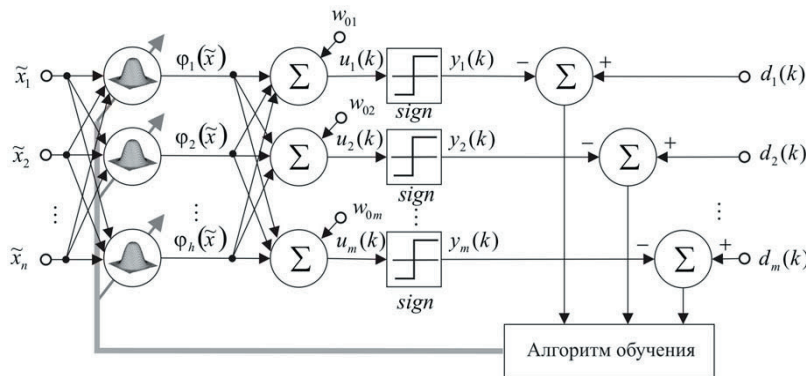 w₀₁
x̃₁ φ₁(x̃) Σ u₁(k) y₁(k) − Σ + d₁(k)
sign
w₀₂
x̃₂ φ₂(x̃) Σ u₂(k) y₂(k) − Σ + d₂(k)
sign
⋮ ⋮ w₀ₘ ⋮ ⋮
x̃ₙ φₕ(x̃) Σ uₘ(k) yₘ(k) − Σ + dₘ(k)
sign
Алгоритм обучения